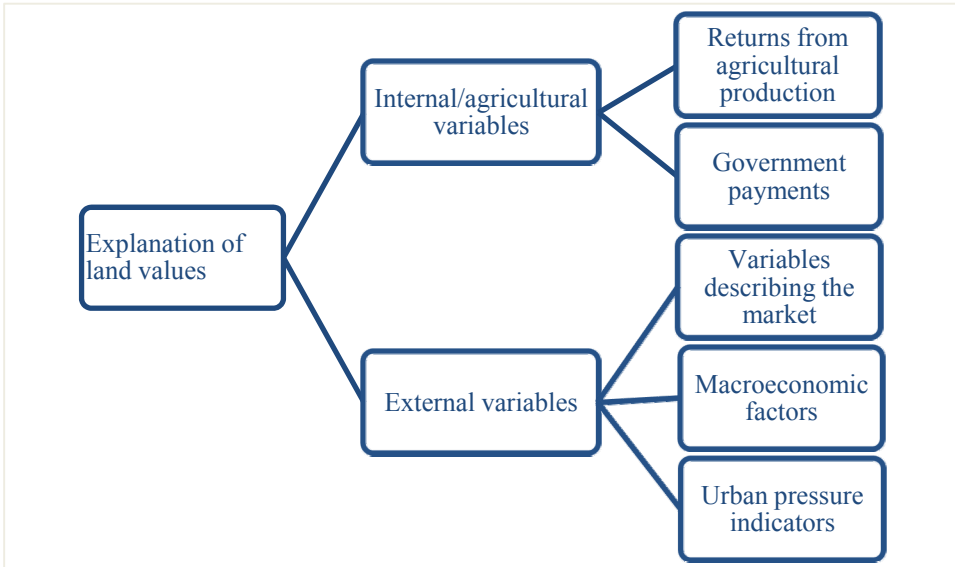 Explanation of
land values
Internal/agricultural
variables
Returns from
agricultural
production
Government
payments
External variables
Variables
describing the
market
Macroeconomic
factors
Urban pressure
indicators